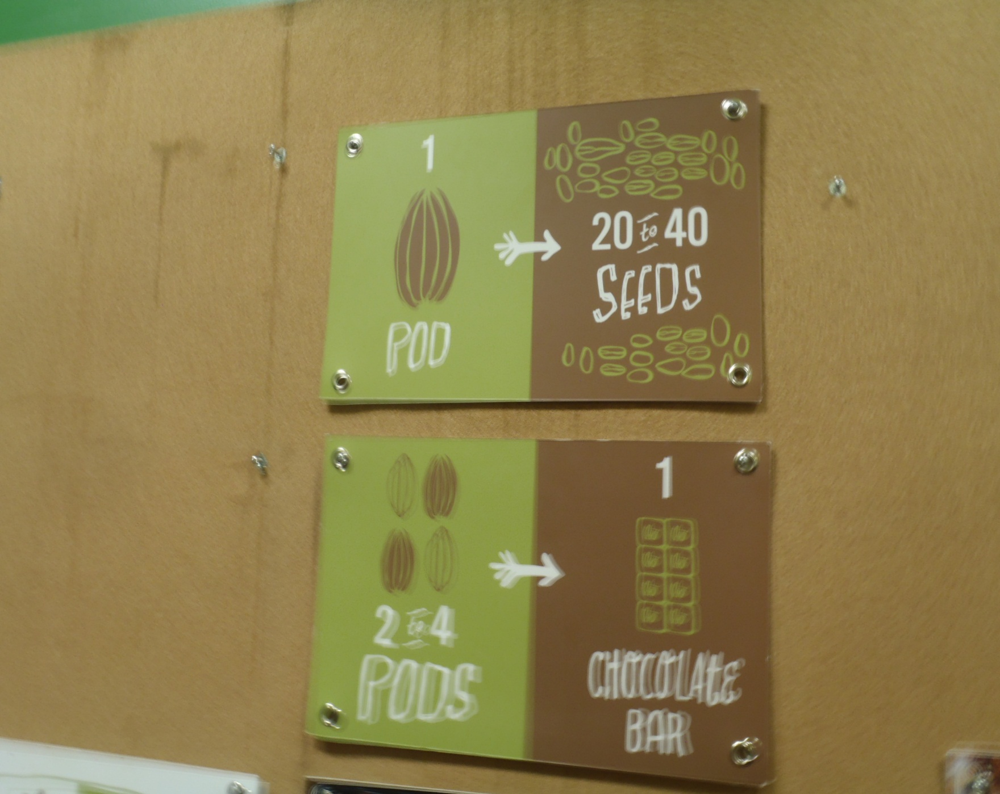 1
POD
20 to 40
SEEDS
2 to 4
PODS
1
CHOCOLATE
BAR